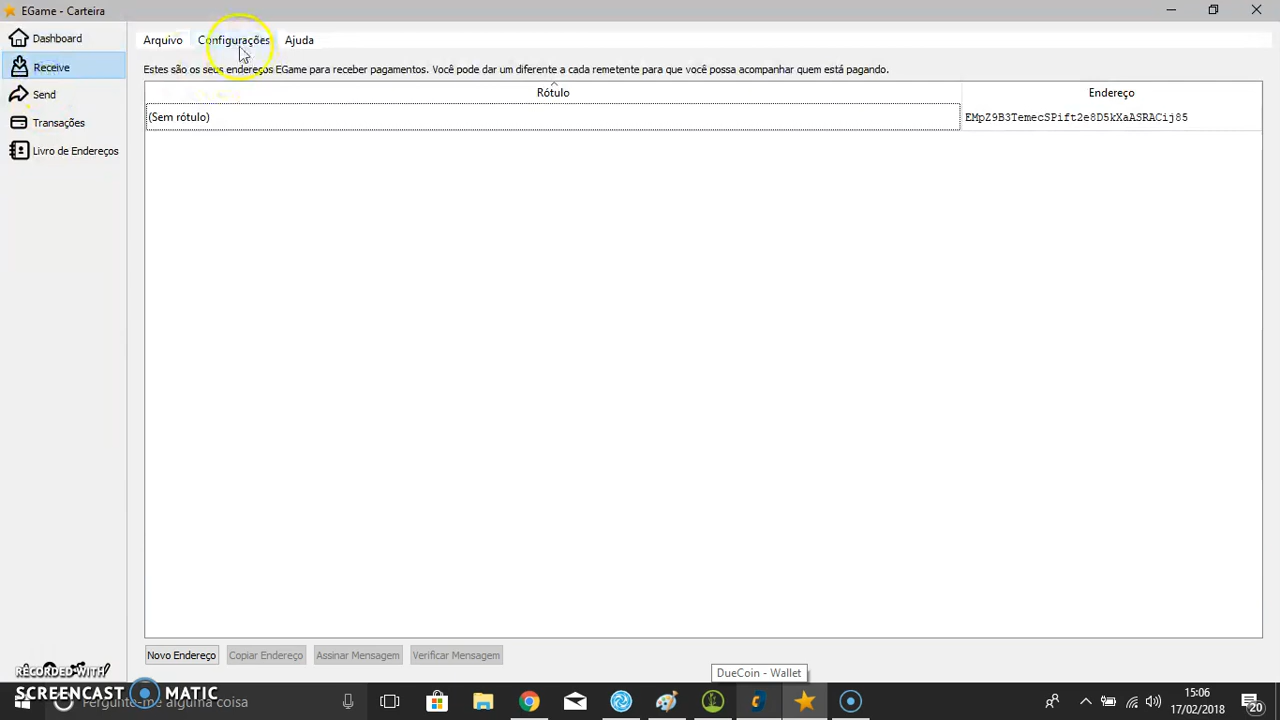 EGame - Carteira
Dashboard
Receive
Send
Transações
Livro de Endereços
Arquivo Configurações Ajuda
Estes são os seus endereços EGame para receber pagamentos. Você pode dar um diferente a cada remetente para que você possa acompanhar quem está pagando.
Rótulo Endereço
(Sem rótulo) EMpZ9B3TemecSPift2e8D5kXaASRACij85
Novo Endereço Copiar Endereço Assinar Mensagem Verificar Mensagem
RECORDED WITH
SCREENCAST MATIC
DueCoin - Wallet
Pergunte-me alguma coisa
15:06
17/02/2018
20